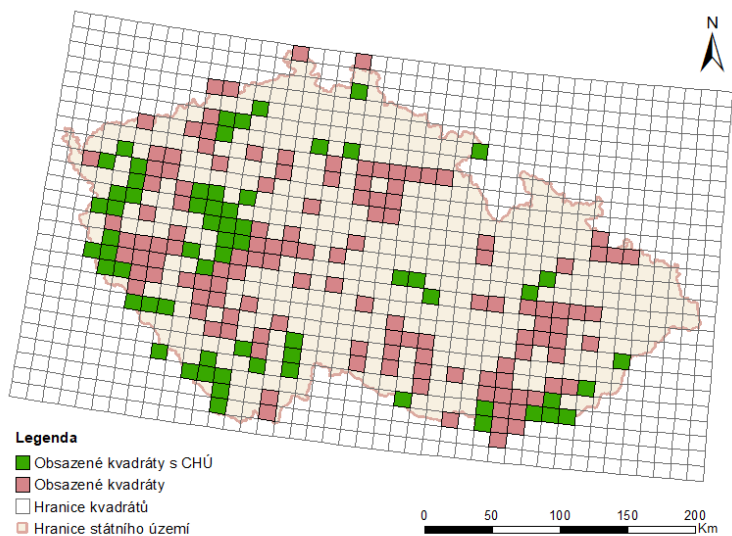 N
Legenda
Obsazené kvadráty s CHÚ
Obsazené kvadráty
Hranice kvadrátů
Hranice státního území
0 50 100 150 200
Km